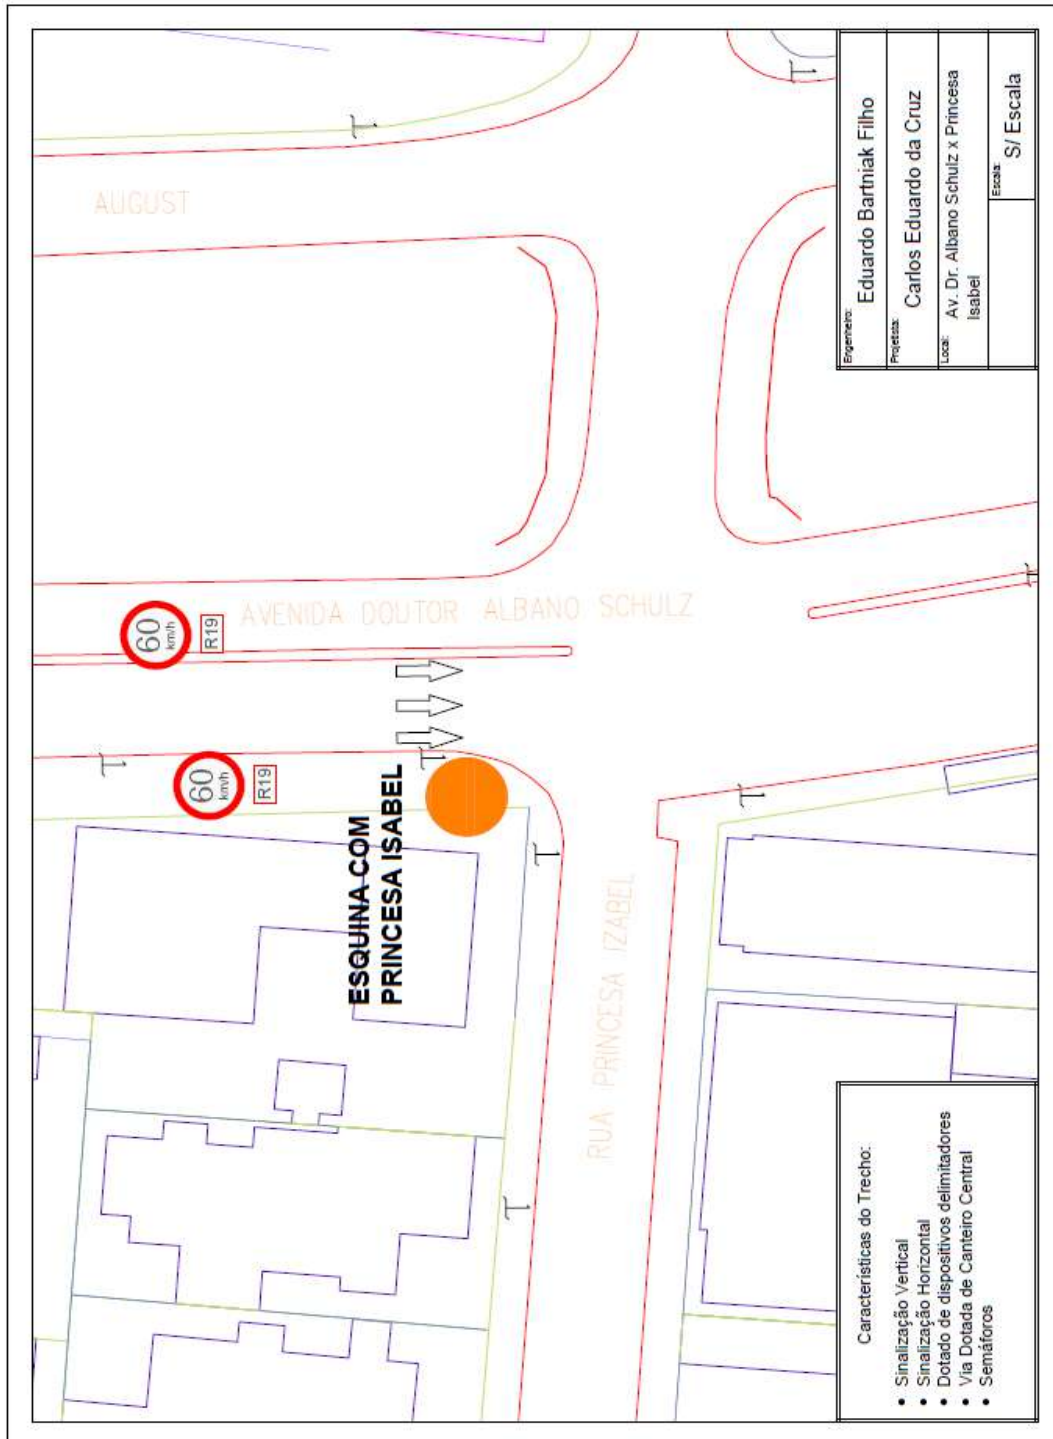 AUGUST
AVENIDA DOUTOR ALBANO SCHULZ
60
km/h
R19
60
km/h
R19
ESQUINA COM
PRINCESA ISABEL
RUA PRINCESA IZABEL
Características do Trecho:
• Sinalização Vertical
• Sinalização Horizontal
• Dotado de dispositivos delimitadores
• Via Dotada de Canteiro Central
• Semáforos
Engenheiro:
Eduardo Bartniak Filho
Projetista:
Carlos Eduardo da Cruz
Local: Av. Dr. Albano Schulz x Princesa
Isabel
Escala:
S/ Escala